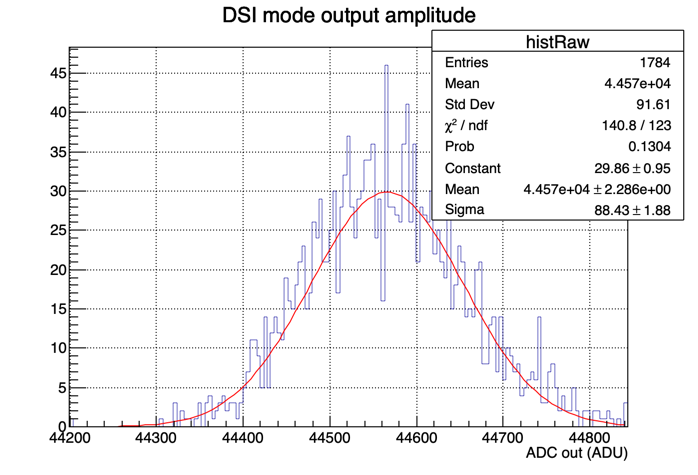 DSI mode output amplitude
histRaw
Entries 1784
Mean 4.457e+04
Std Dev 91.61
χ² / ndf 140.8 / 123
Prob 0.1304
Constant 29.86 ± 0.95
Mean 4.457e+04 ± 2.286e+00
Sigma 88.43 ± 1.88
45
40
35
30
25
20
15
10
5
0
44200 44300 44400 44500 44600 44700 44800
ADC out (ADU)